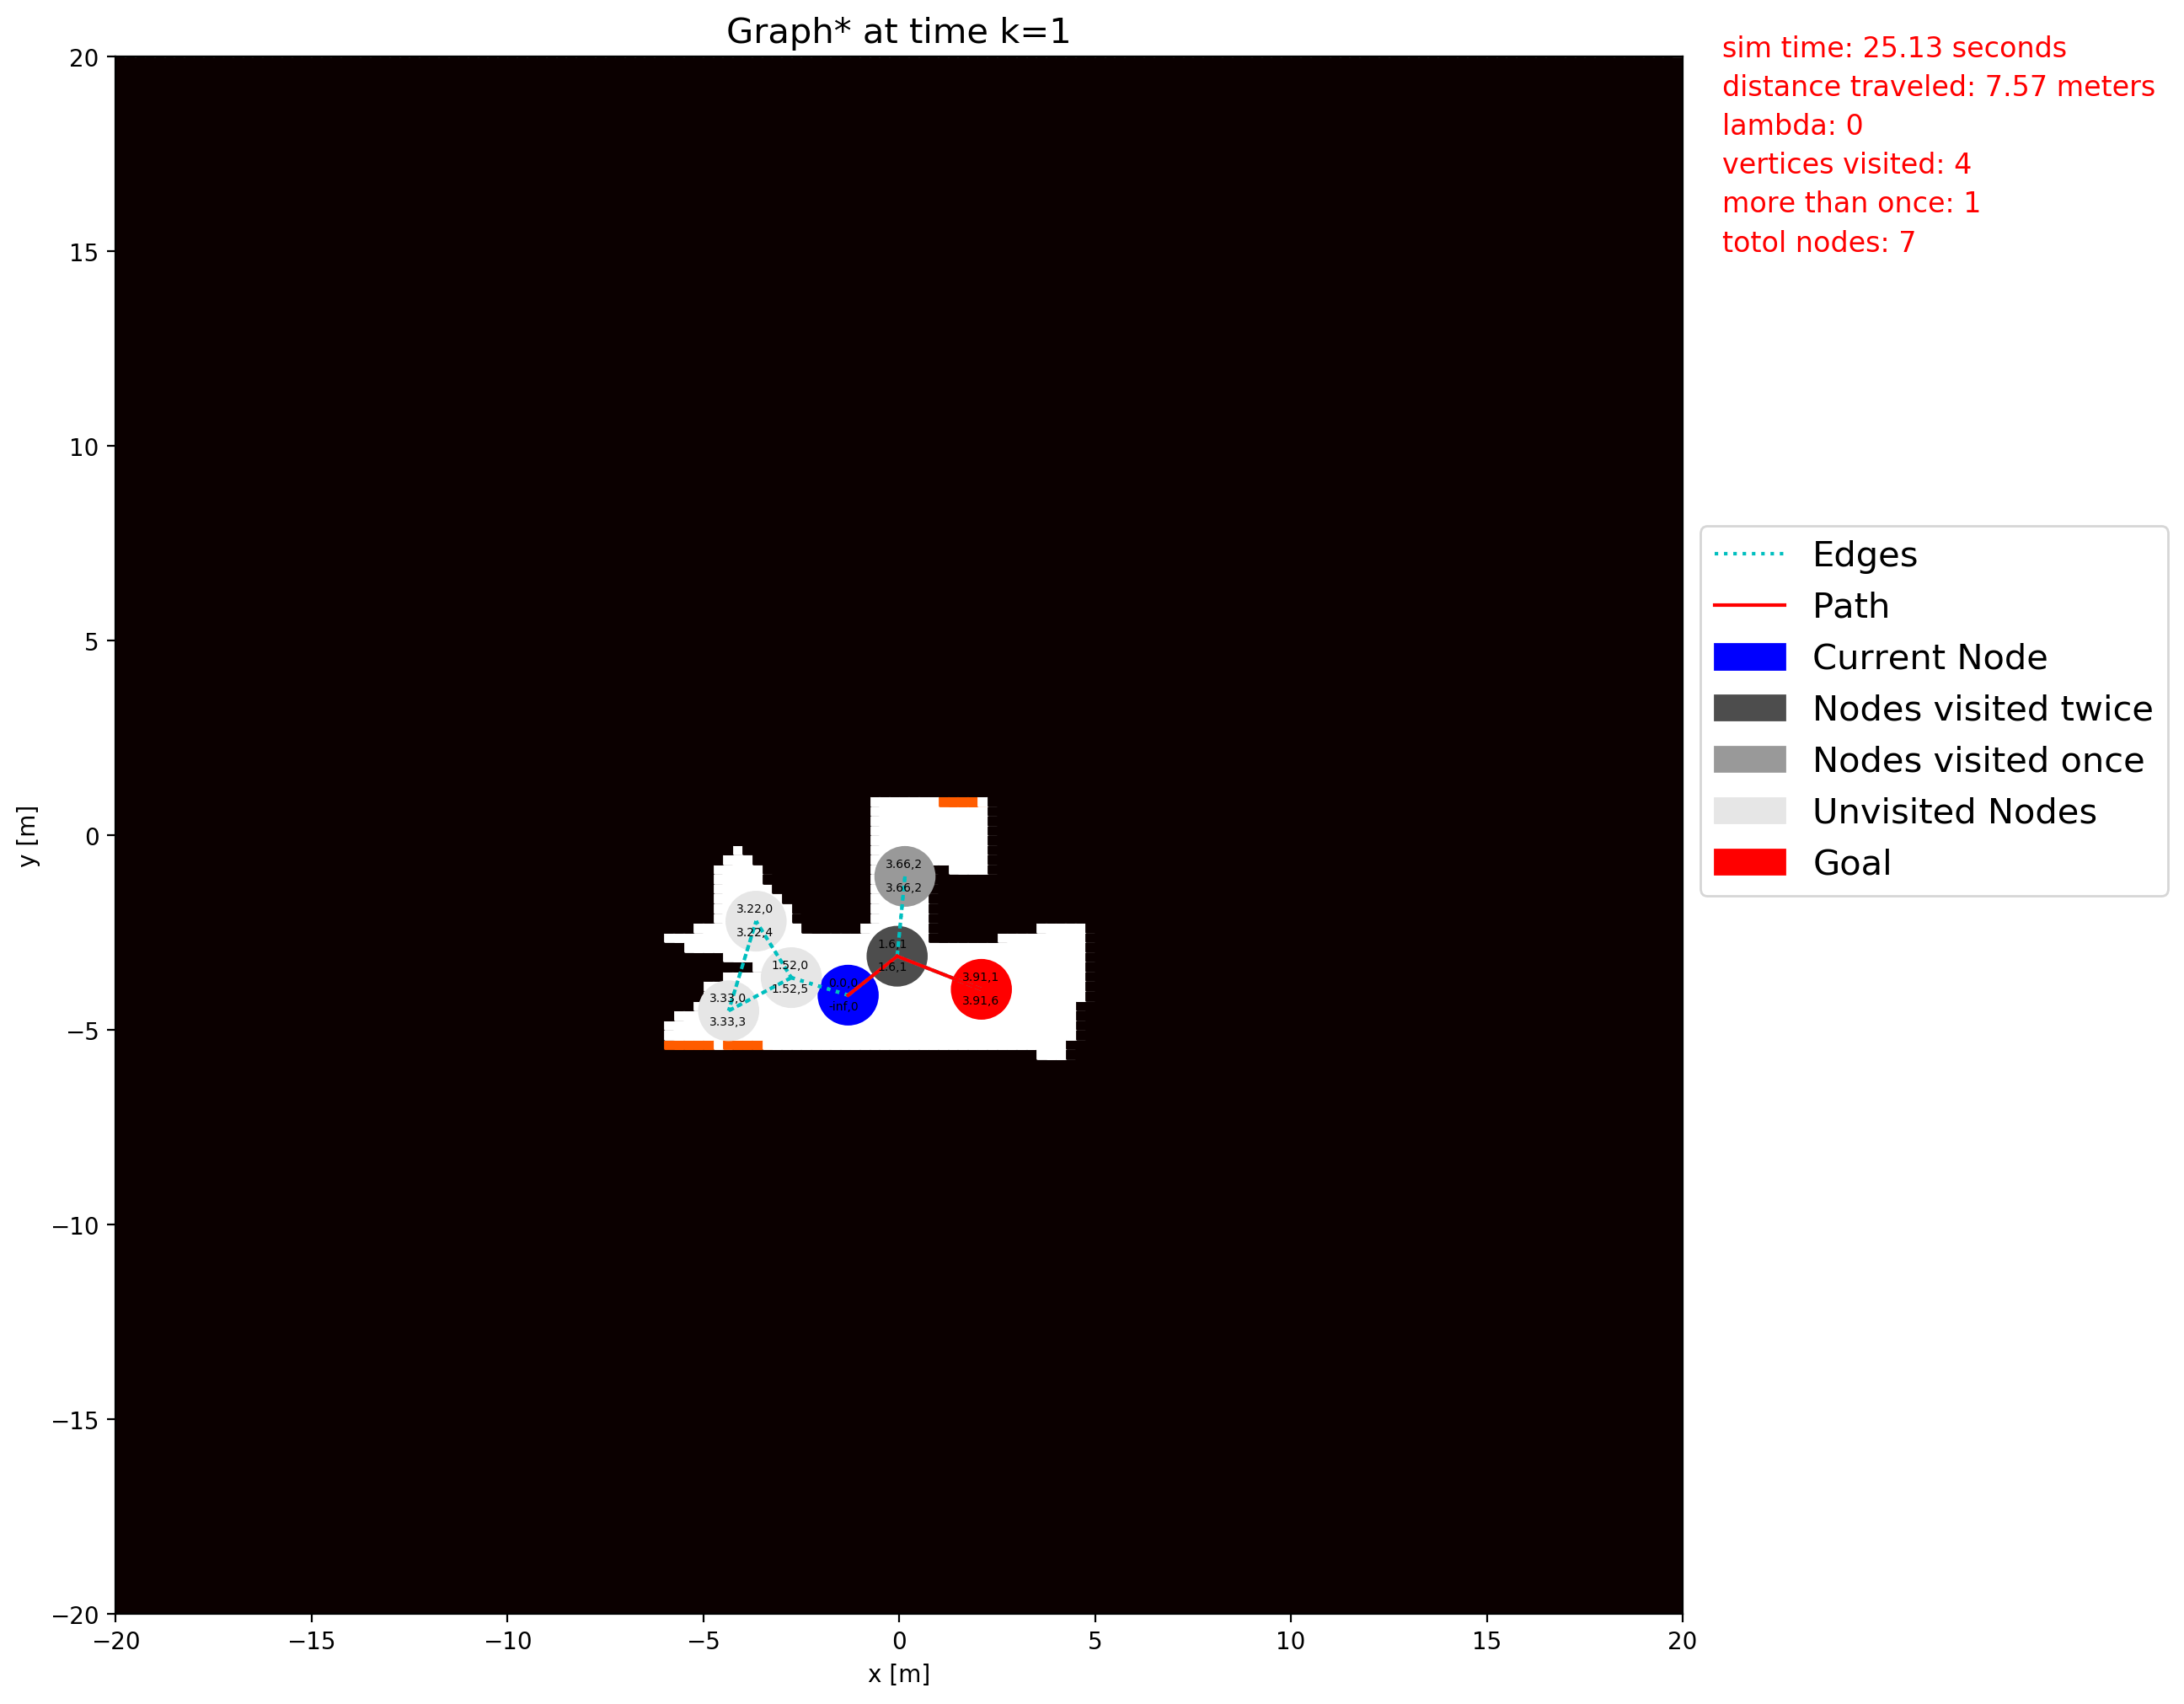 Graph* at time k=1
sim time: 25.13 seconds
distance traveled: 7.57 meters
lambda: 0
vertices visited: 4
more than once: 1
totol nodes: 7
20
15
10
5
0
−5
−10
−15
−20
y [m]
3.66,2
3.66,2
3.22,0
3.22,4
1.6,1
1.6,1
1.52,0
1.52,5
3.91,1
3.91,6
0.0,0
3.33,0
3.33,3
−20
−15
−10
−5
0
5
10
15
20
x [m]
Edges
Path
Current Node
Nodes visited twice
Nodes visited once
Unvisited Nodes
Goal